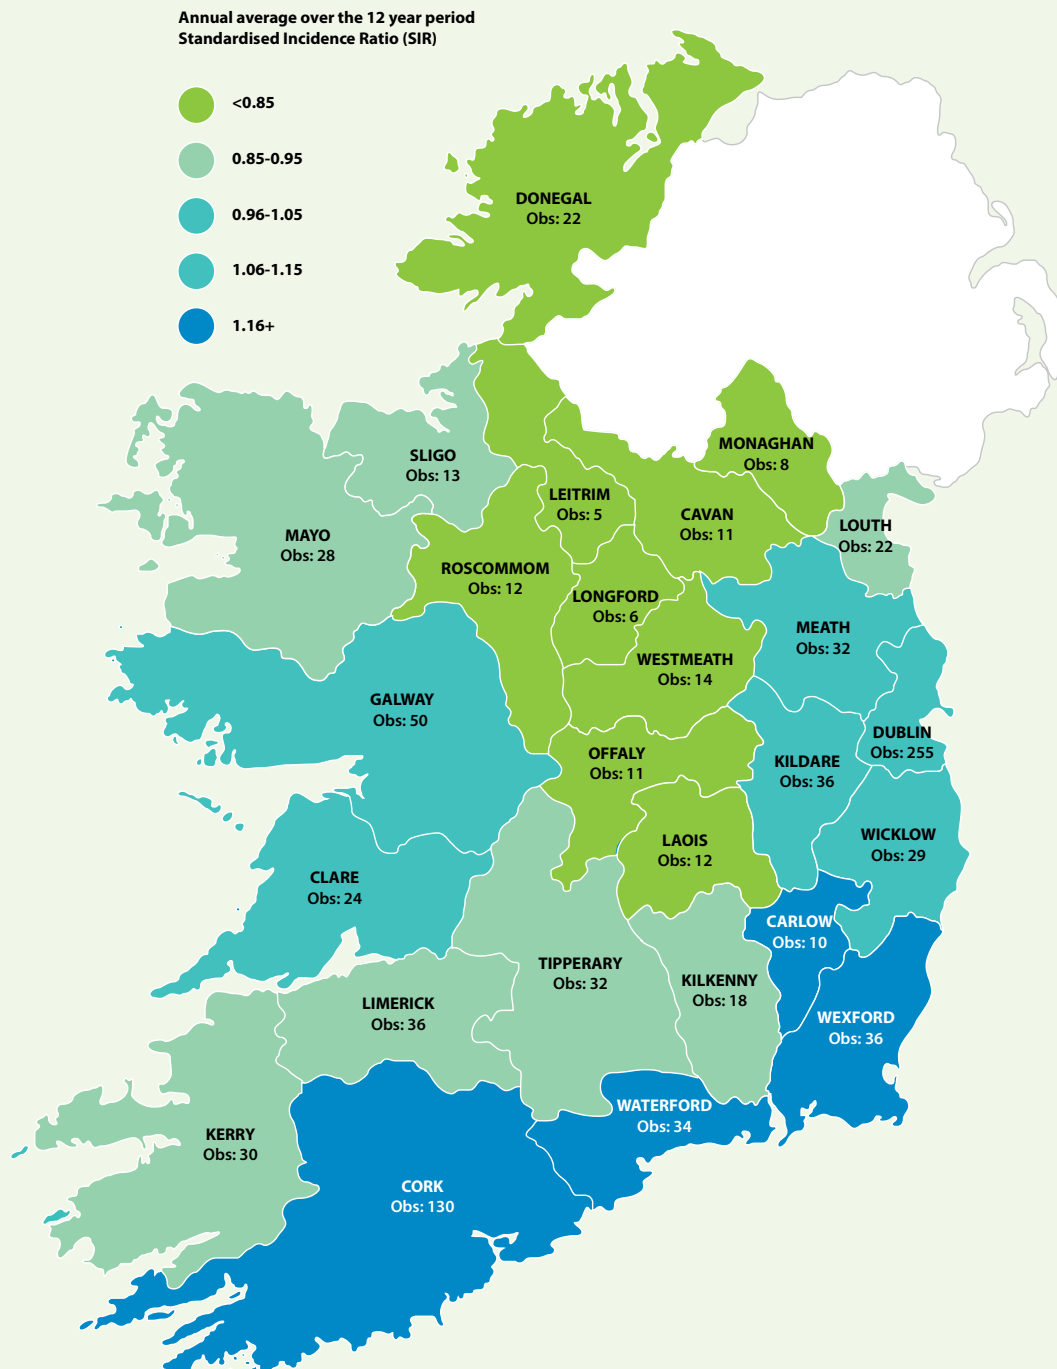 Annual average over the 12 year period
Standardised Incidence Ratio (SIR)
<0.85
0.85-0.95
0.96-1.05
1.06-1.15
1.16+
DONEGAL
Obs: 22
MONAGHAN
Obs: 8
SLIGO
Obs: 13
LEITRIM
Obs: 5
CAVAN
Obs: 11
LOUTH
Obs: 22
MAYO
Obs: 28
ROSCOMMOM
Obs: 12
LONGFORD
Obs: 6
MEATH
Obs: 32
WESTMEATH
Obs: 14
GALWAY
Obs: 50
DUBLIN
Obs: 255
OFFALY
Obs: 11
KILDARE
Obs: 36
LAOIS
Obs: 12
WICKLOW
Obs: 29
CLARE
Obs: 24
CARLOW
Obs: 10
TIPPERARY
Obs: 32
KILKENNY
Obs: 18
LIMERICK
Obs: 36
WEXFORD
Obs: 36
WATERFORD
Obs: 34
KERRY
Obs: 30
CORK
Obs: 130